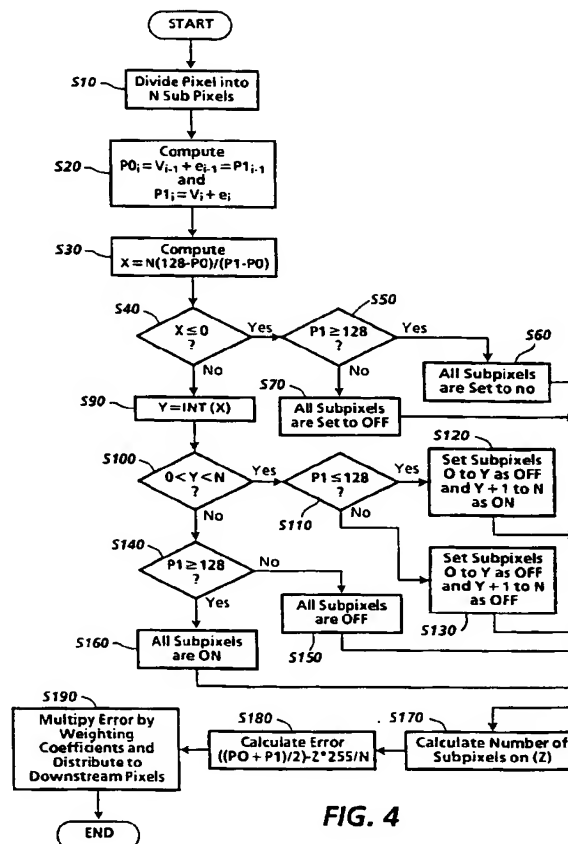 START
S10
Divide Pixel into
N Sub Pixels
S20
Compute
P0i = Vi-1 + ei-1 = P1i-1
and
P1i = Vi + ei
S30
Compute
X = N(128-P0)/(P1-P0)
S40
X ≤ 0
?
Yes
No
S50
P1 ≥ 128
?
Yes
No
S60
All Subpixels
are Set to no
S70
All Subpixels
are Set to OFF
S90
Y = INT (X)
S100
0 < Y < N
?
Yes
No
P1 ≤ 128
?
S110
Yes
No
S120
Set Subpixels
O to Y as OFF
and Y + 1 to N
as ON
Set Subpixels
O to Y as OFF
and Y + 1 to N
as OFF
S130
S140
P1 ≥ 128
?
No
Yes
All Subpixels
are OFF
S150
All Subpixels
are ON
S160
S170
Calculate Number of
Subpixels on (Z)
S180
Calculate Error
((PO + P1)/2)-Z*255/N
S190
Multipy Error by
Weighting
Coefficients and
Distribute to
Downstream Pixels
END
FIG. 4